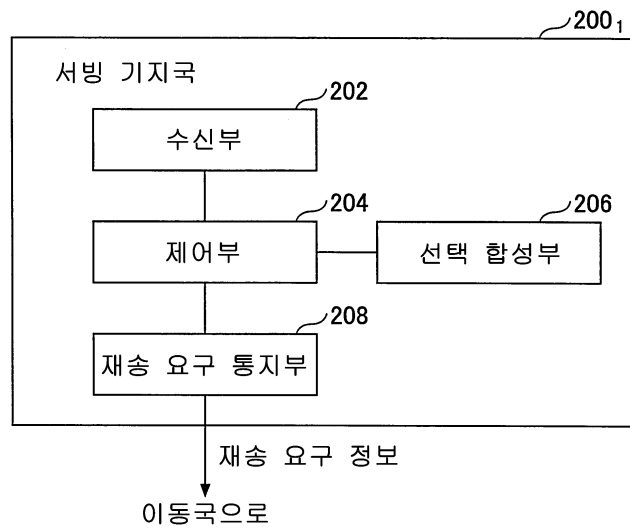 200₁
서빙 기지국
202
수신부
204
206
제어부
선택 합성부
208
재송 요구 통지부
재송 요구 정보
이동국으로